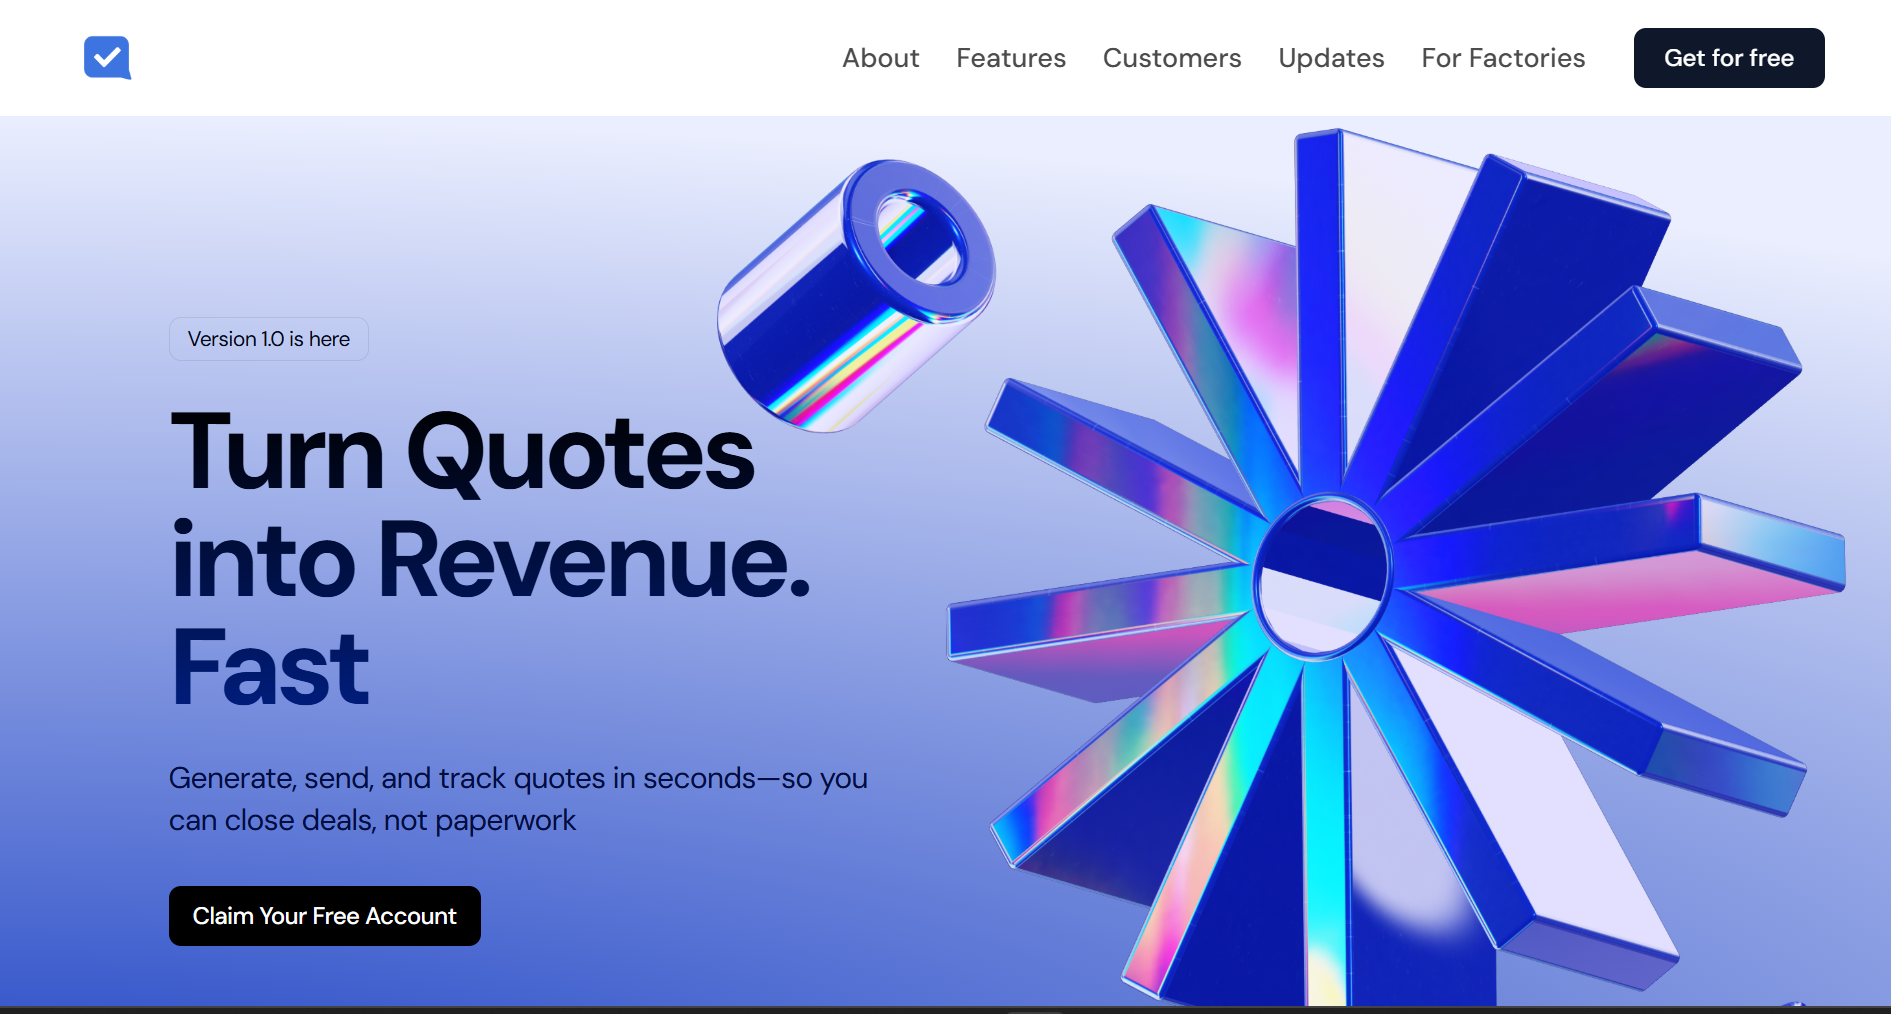 About Features Customers Updates For Factories Get for free
Version 1.0 is here
Turn Quotes
into Revenue.
Fast
Generate, send, and track quotes in seconds—so you
can close deals, not paperwork
Claim Your Free Account